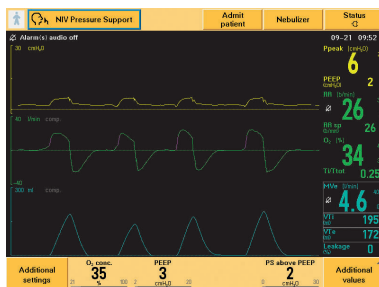 NIV Pressure Support
Admit patient
Nebulizer
Status
Alarm(s) audio off
09-21 09:52
30 cmH₂O
Ppeak (cmH₂O)
6
PEEP
(cmH₂O)
2
40 l/min comp.
RR (b/min)
26
RR sp
(b/min)
26
O₂ (%)
34
Ti/Ttot 0.25
-40
300 ml comp.
MVe (l/min)
4.6
VTi
(ml)
195
VTe
(ml)
172
Leakage
(%)
0
Additional settings
O₂ conc.
35
21 % 100
PEEP
3
2 cmH₂O 20
PS above PEEP
2
0 cmH₂O 30
Additional values